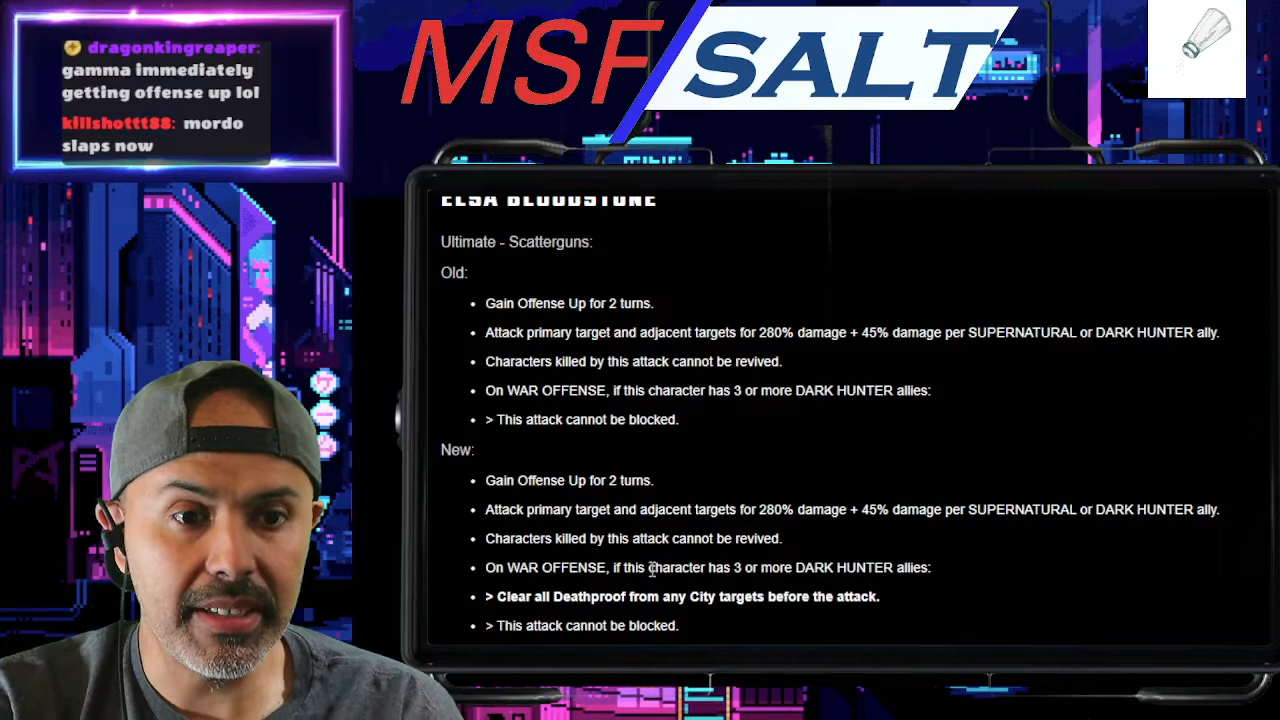 dragonkingreaper:
gamma immediately
getting offense up lol
killshottt88: mordo
slaps now
MSF SALT
ELSA BLOODSTONE
Ultimate - Scatterguns:
Old:
• Gain Offense Up for 2 turns.
• Attack primary target and adjacent targets for 280% damage + 45% damage per SUPERNATURAL or DARK HUNTER ally.
• Characters killed by this attack cannot be revived.
• On WAR OFFENSE, if this character has 3 or more DARK HUNTER allies:
• > This attack cannot be blocked.
New:
• Gain Offense Up for 2 turns.
• Attack primary target and adjacent targets for 280% damage + 45% damage per SUPERNATURAL or DARK HUNTER ally.
• Characters killed by this attack cannot be revived.
• On WAR OFFENSE, if this character has 3 or more DARK HUNTER allies:
• > Clear all Deathproof from any City targets before the attack.
• > This attack cannot be blocked.